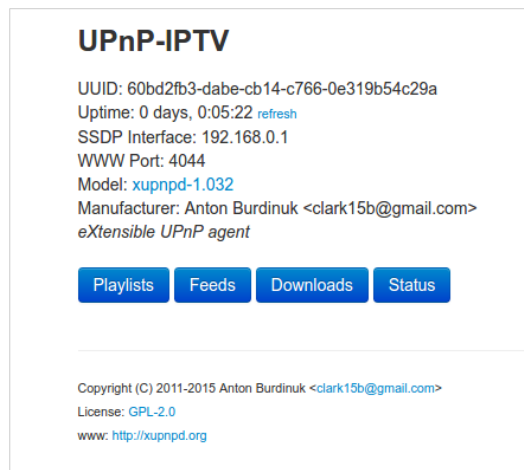 UPnP-IPTV
UUID: 60bd2fb3-dabe-cb14-c766-0e319b54c29a
Uptime: 0 days, 0:05:22 refresh
SSDP Interface: 192.168.0.1
WWW Port: 4044
Model: xupnpd-1.032
Manufacturer: Anton Burdinuk <clark15b@gmail.com>
eXtensible UPnP agent
Playlists Feeds Downloads Status
Copyright (C) 2011-2015 Anton Burdinuk <clark15b@gmail.com>
License: GPL-2.0
www: http://xupnpd.org